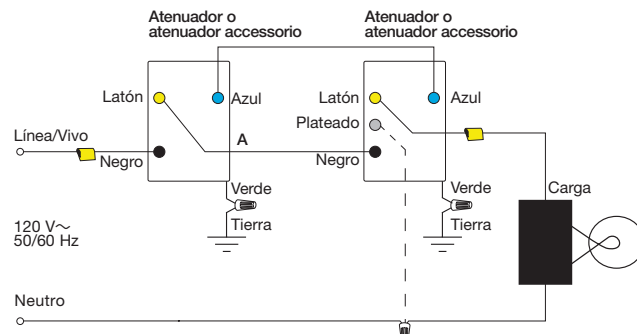 Atenuador o
atenuador accessorio
Atenuador o
atenuador accessorio
Latón
Azul
Latón
Azul
Plateado
Línea/Vivo
A
Negro
Negro
Verde
Verde
Carga
Tierra
Tierra
120 V~
50/60 Hz
Neutro